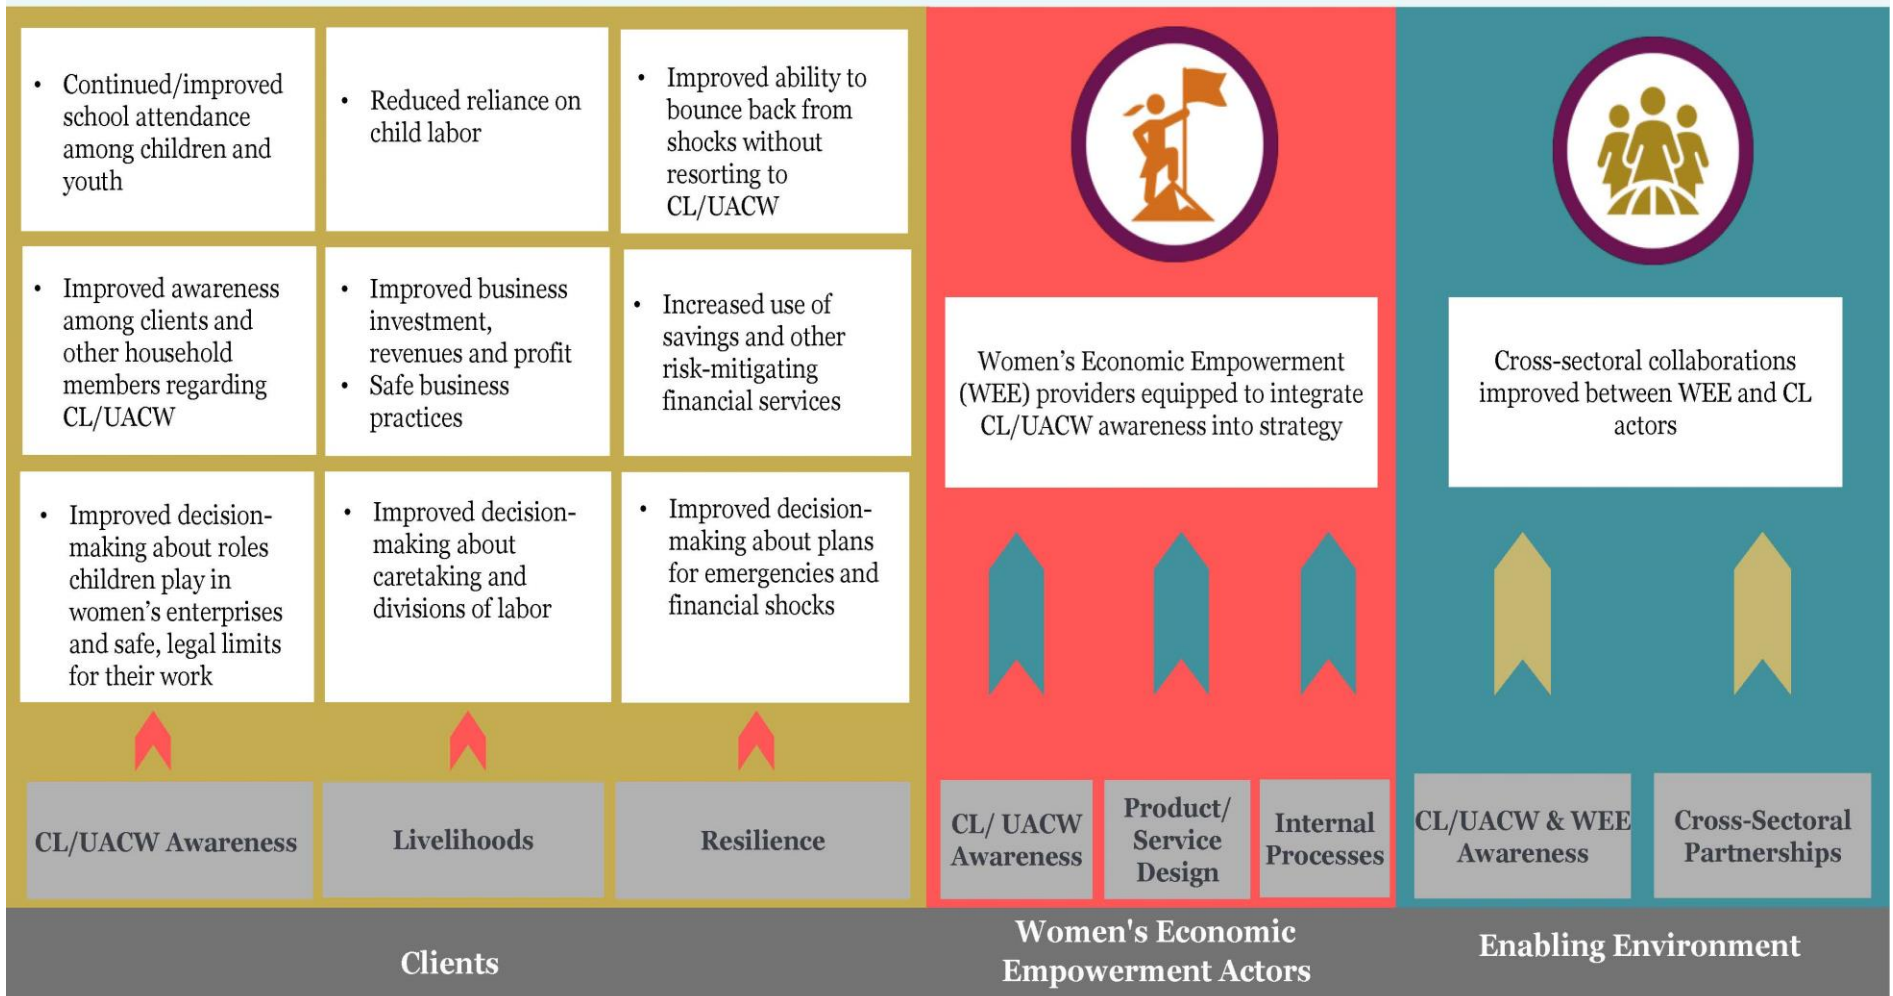 • Continued/improved
school attendance
among children and
youth
• Reduced reliance on
child labor
• Improved ability to
bounce back from
shocks without
resorting to
CL/UACW
• Improved awareness
among clients and
other household
members regarding
CL/UACW
• Improved business
investment,
revenues and profit
• Safe business
practices
• Increased use of
savings and other
risk-mitigating
financial services
• Improved decision-
making about roles
children play in
women’s enterprises
and safe, legal limits
for their work
• Improved decision-
making about
caretaking and
divisions of labor
• Improved decision-
making about plans
for emergencies and
financial shocks
CL/UACW Awareness
Livelihoods
Resilience
Clients
Women’s Economic Empowerment
(WEE) providers equipped to integrate
CL/UACW awareness into strategy
CL/ UACW
Awareness
Product/
Service
Design
Internal
Processes
Women's Economic
Empowerment Actors
Cross-sectoral collaborations
improved between WEE and CL
actors
CL/UACW & WEE
Awareness
Cross-Sectoral
Partnerships
Enabling Environment